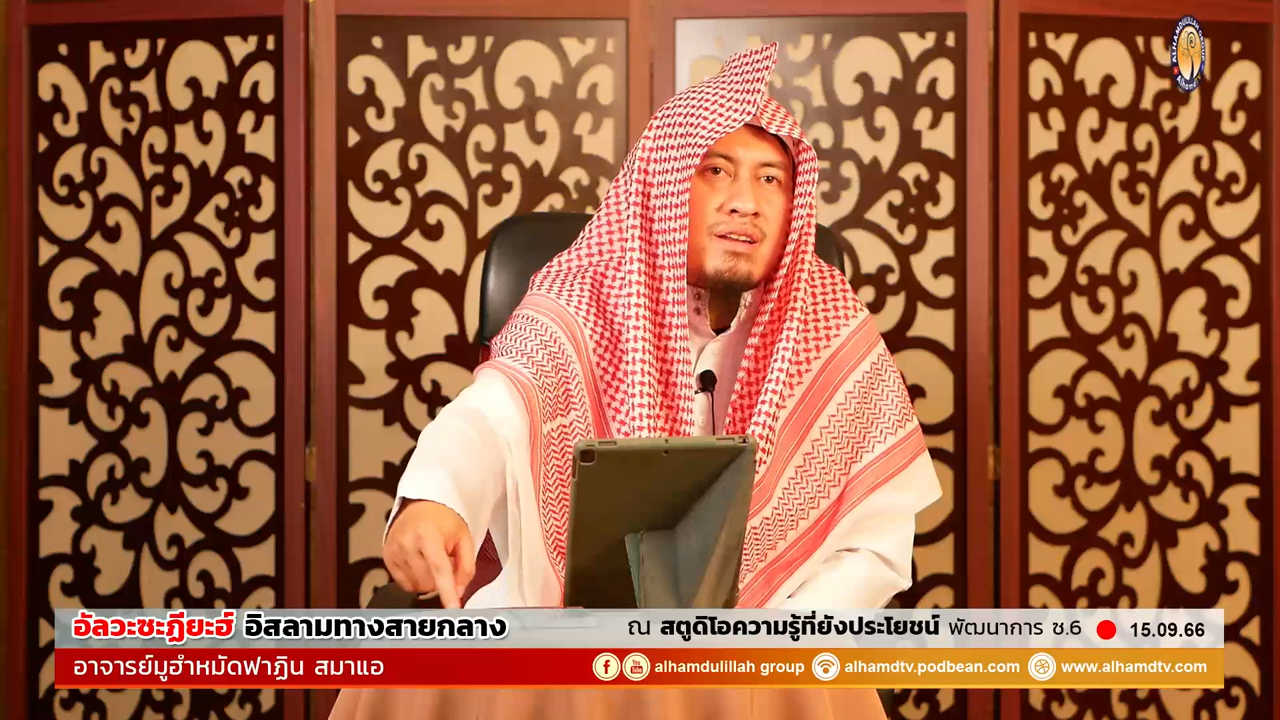 ALHAMDULILLAH GROUP
Alhamdtv
อัลวะซะฏียะฮ์ อิสลามทางสายกลาง
ณ สตูดิโอความรู้ที่ยังประโยชน์ พัฒนาการ ซ.6 15.09.66
อาจารย์มูฮำหมัดฟาฏิน สมาแอ
alhamdulillah group alhamdtv.podbean.com www.alhamdtv.com